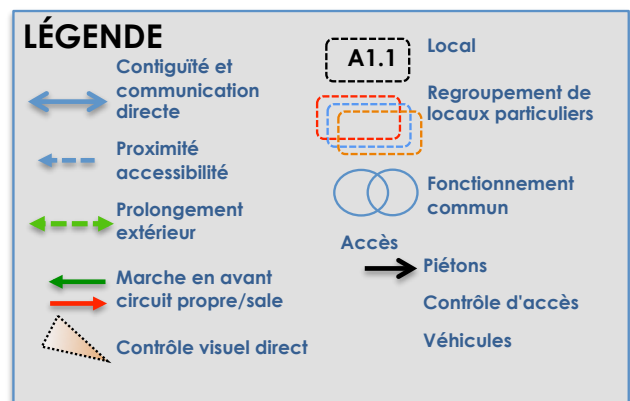 LÉGENDE
Contiguïté et
communication
directe
Proximité
accessibilité
Prolongement
extérieur
Marche en avant
circuit propre/sale
Contrôle visuel direct
A1.1
Local
Regroupement de
locaux particuliers
Fonctionnement
commun
Accès
Piétons
Contrôle d'accès
Véhicules